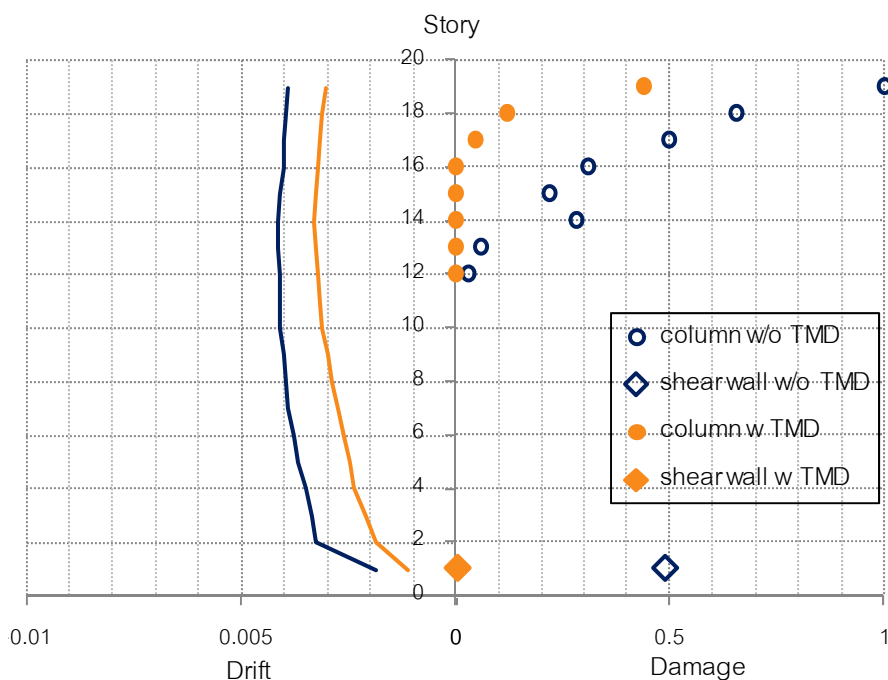 Story
20
18
16
14
12
10
8
6
4
2
0
column w/o TMD
shear wall w/o TMD
column w TMD
shear wall w TMD
0.01 0.005 0 0.5 1
Drift Damage